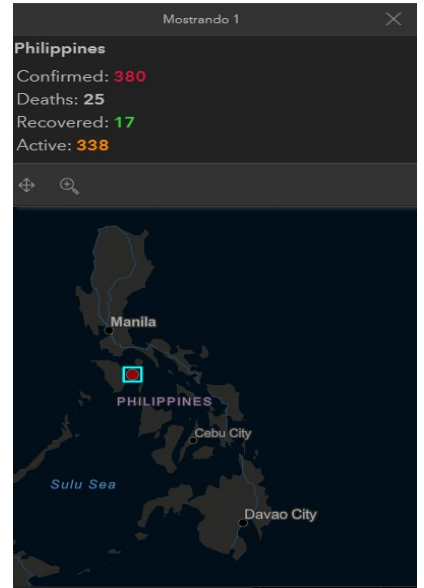 Mostrando 1
Philippines
Confirmed: 380
Deaths: 25
Recovered: 17
Active: 338
Manila
PHILIPPINES
Cebu City
Sulu Sea
Davao City